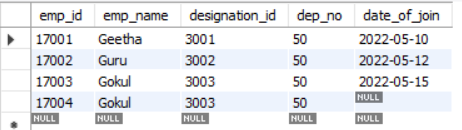 emp_id emp_name designation_id dep_no date_of_join
17001 Geetha 3001 50 2022-05-10
17002 Guru 3002 50 2022-05-12
17003 Gokul 3003 50 2022-05-15
17004 Gokul 3003 50 NULL
NULL NULL NULL NULL NULL